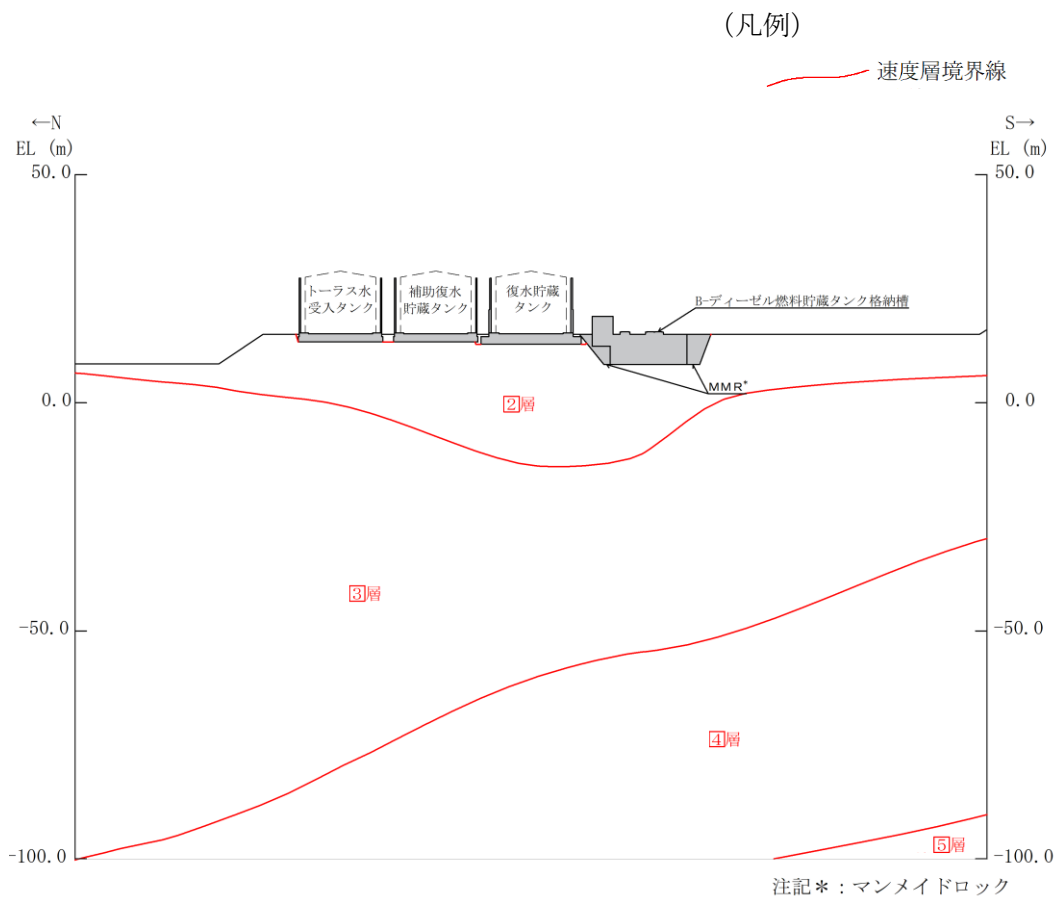 (凡例)
速度層境界線
←N
EL (m)
S→
EL (m)
50.0
50.0
トーラス水
受入タンク
補助復水
貯蔵タンク
復水貯蔵
タンク
B-ディーゼル燃料貯蔵タンク格納槽
MMR*
0.0
②層
0.0
③層
-50.0
-50.0
④層
⑤層
-100.0
-100.0
注記*:マンメイドロック